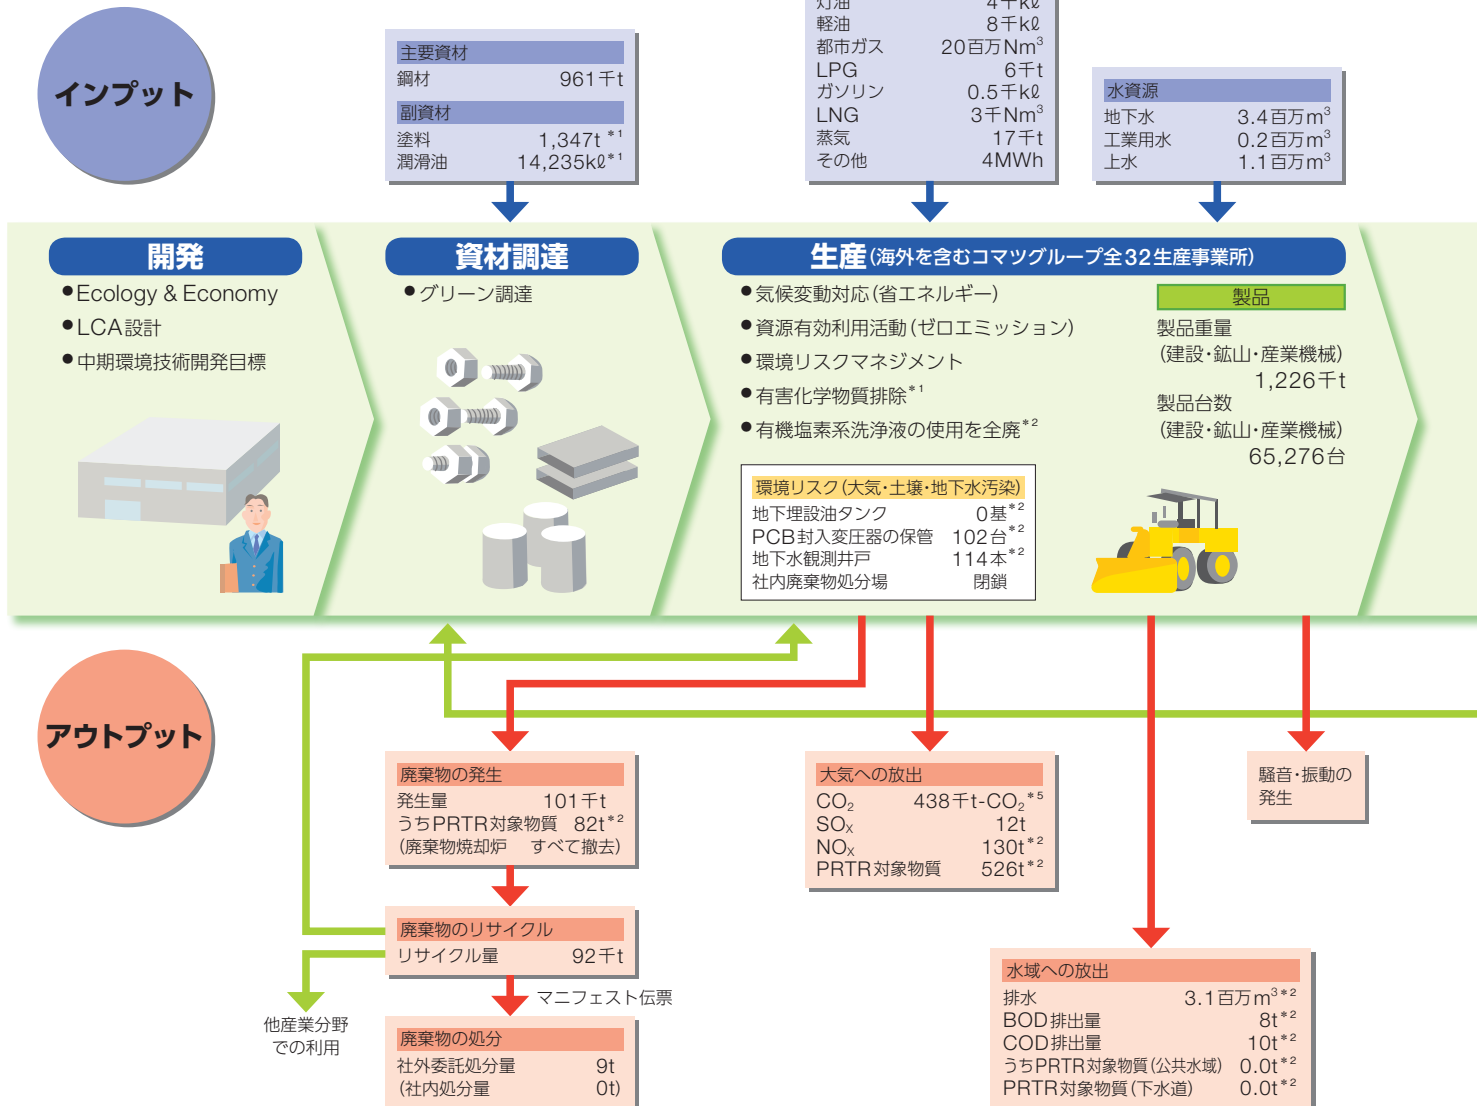 インプット
主要資材
鋼材 961千t
副資材
塗料 1,347t *1
潤滑油 14,235kℓ*1
灯油 4千kℓ
軽油 8千kℓ
都市ガス 20百万Nm³
LPG 6千t
ガソリン 0.5千kℓ
LNG 3千Nm³
蒸気 17千t
その他 4MWh
水資源
地下水 3.4百万m³
工業用水 0.2百万m³
上水 1.1百万m³
開発
●Ecology & Economy
●LCA設計
●中期環境技術開発目標
資材調達
●グリーン調達
生産(海外を含むコマツグループ全32生産事業所)
●気候変動対応(省エネルギー)
●資源有効利用活動(ゼロエミッション)
●環境リスクマネジメント
●有害化学物質排除*1
●有機塩素系洗浄液の使用を全廃*2
製品
製品重量
(建設・鉱山・産業機械)
1,226千t
製品台数
(建設・鉱山・産業機械)
65,276台
環境リスク(大気・土壌・地下水汚染)
地下埋設油タンク 0基*2
PCB封入変圧器の保管 102台*2
地下水観測井戸 114本*2
社内廃棄物処分場 閉鎖
アウトプット
廃棄物の発生
発生量 101千t
うちPRTR対象物質 82t*2
(廃棄物焼却炉 すべて撤去)
廃棄物のリサイクル
リサイクル量 92千t
マニフェスト伝票
他産業分野
での利用
廃棄物の処分
社外委託処分量 9t
(社内処分量 0t)
大気への放出
CO₂ 438千t-CO₂*5
SOx 12t
NOx 130t*2
PRTR対象物質 526t*2
騒音・振動の
発生
水域への放出
排水 3.1百万m³*2
BOD排出量 8t*2
COD排出量 10t*2
うちPRTR対象物質(公共水域) 0.0t*2
PRTR対象物質(下水道) 0.0t*2